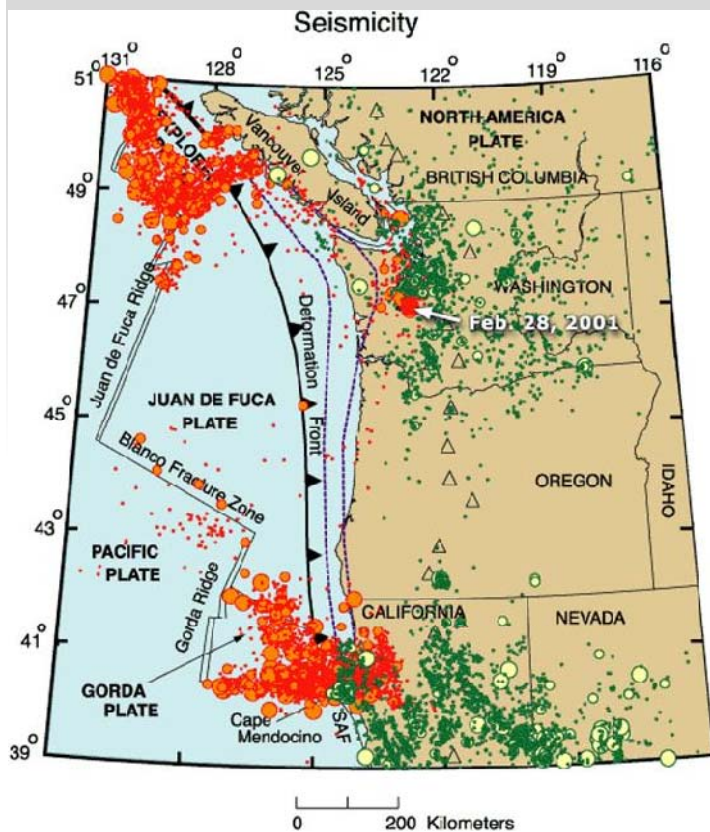 Seismicity
131°
128°
125°
122°
119°
116°
51°
49°
47°
45°
43°
41°
39°
NORTH AMERICA
PLATE
BRITISH COLUMBIA
Vancouver
Island
WASHINGTON
Feb. 28, 2001
Juan de Fuca Ridge
Deformation
Front
JUAN DE FUCA
PLATE
Blanco Fracture Zone
OREGON
IDAHO
PACIFIC
PLATE
Gorda Ridge
CALIFORNIA
NEVADA
GORDA
PLATE
Cape
Mendocino
SAF
0 200 Kilometers